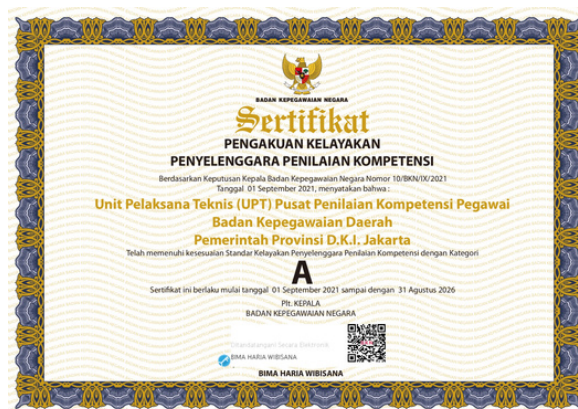 BADAN KEPEGAWAIAN NEGARA
Sertifikat
PENGAKUAN KELAYAKAN
PENYELENGGARA PENILAIAN KOMPETENSI
Berdasarkan Keputusan Kepala Badan Kepegawaian Negara Nomor 10/BKN/IX/2021
Tanggal 01 September 2021, menyatakan bahwa :
Unit Pelaksana Teknis (UPT) Pusat Penilaian Kompetensi Pegawai
Badan Kepegawaian Daerah
Pemerintah Provinsi D.K.I. Jakarta
Telah memenuhi kesesuaian Standar Kelayakan Penyelenggara Penilaian Kompetensi dengan Kategori
A
Sertifikat ini berlaku mulai tanggal 01 September 2021 sampai dengan 31 Agustus 2026
Plt. KEPALA
BADAN KEPEGAWAIAN NEGARA
Ditandatangani Secara Elektronik
BIMA HARIA WIBISANA
BIMA HARIA WIBISANA